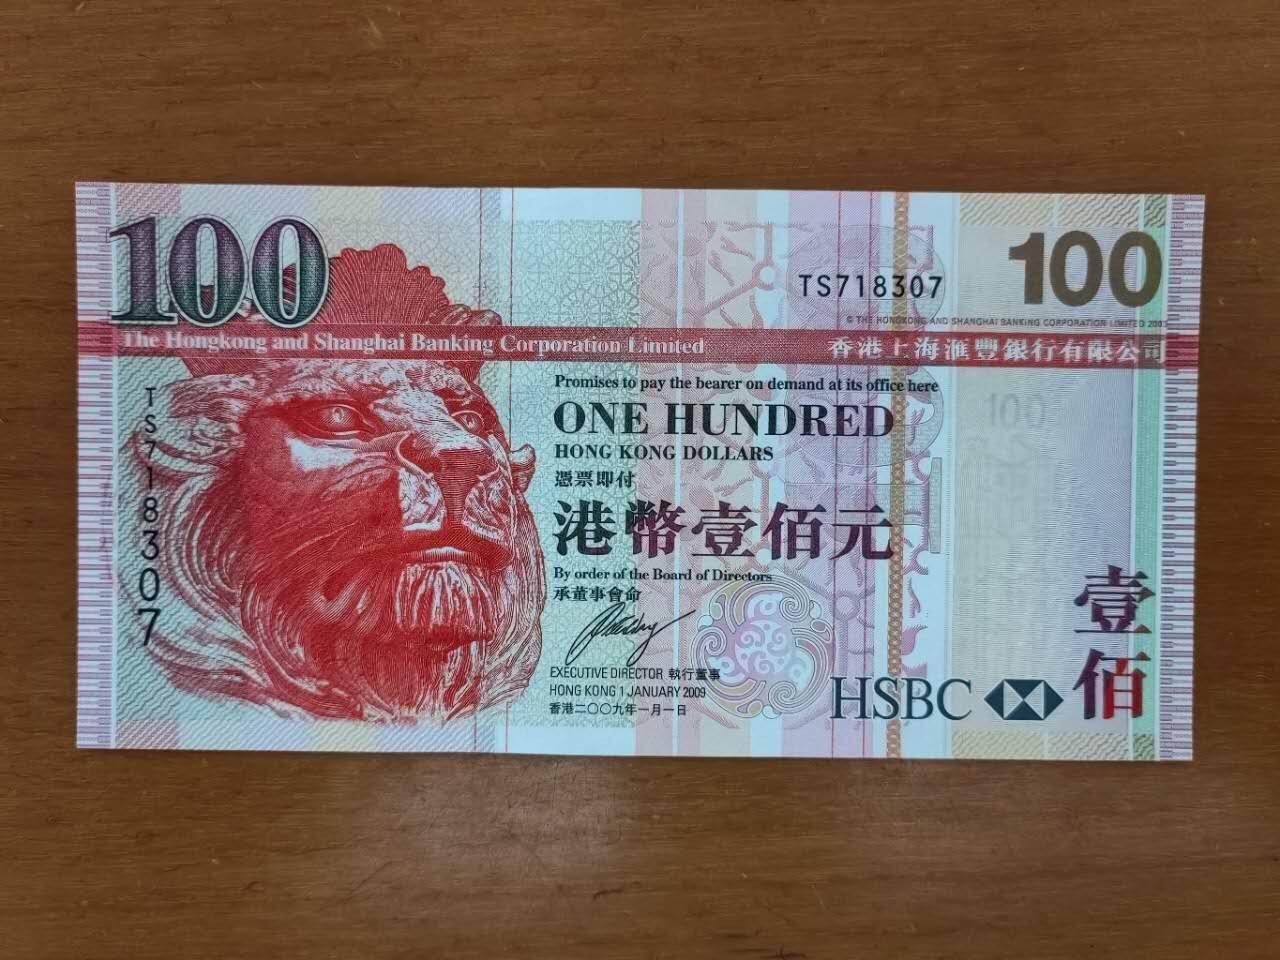 100
TS718307
100
© THE HONGKONG AND SHANGHAI BANKING CORPORATION LIMITED
The Hongkong and Shanghai Banking Corporation Limited
香港上海滙豐銀行有限公司
TS718307
Promises to pay the bearer on demand at its office here
ONE HUNDRED
HONG KONG DOLLARS
憑票即付
港幣壹佰元
By order of the Board of Directors
承董事會命
EXECUTIVE DIRECTOR 執行董事
HONG KONG 1 JANUARY 2009
香港二〇〇九年一月一日
HSBC
壹佰